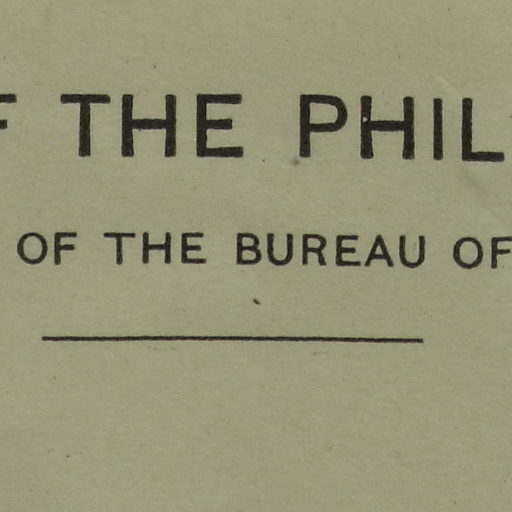 F THE PHIL
OF THE BUREAU OF